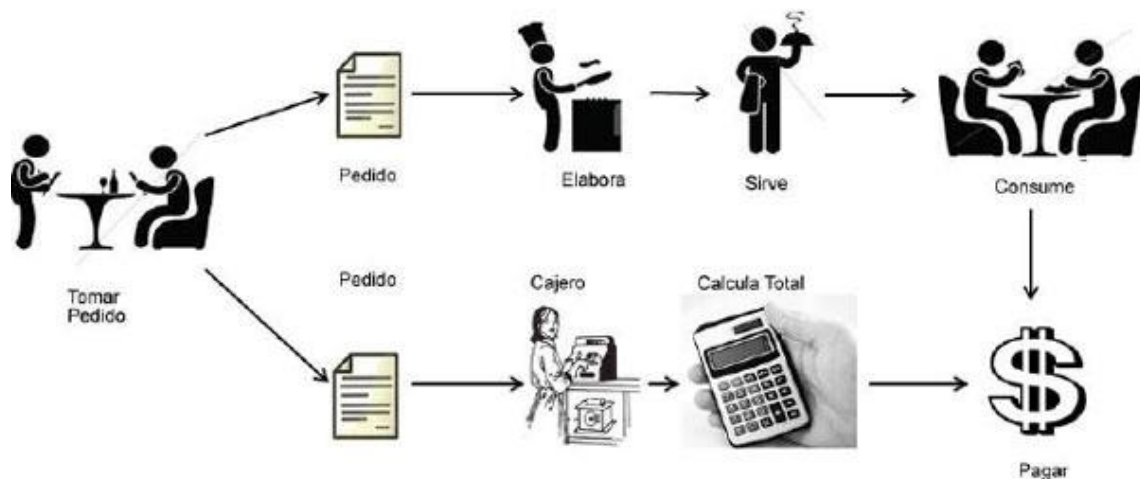 Pedido
Elabora
Sirve
Consume
Tomar
Pedido
Pedido
Cajero
Calcula Total
Pagar